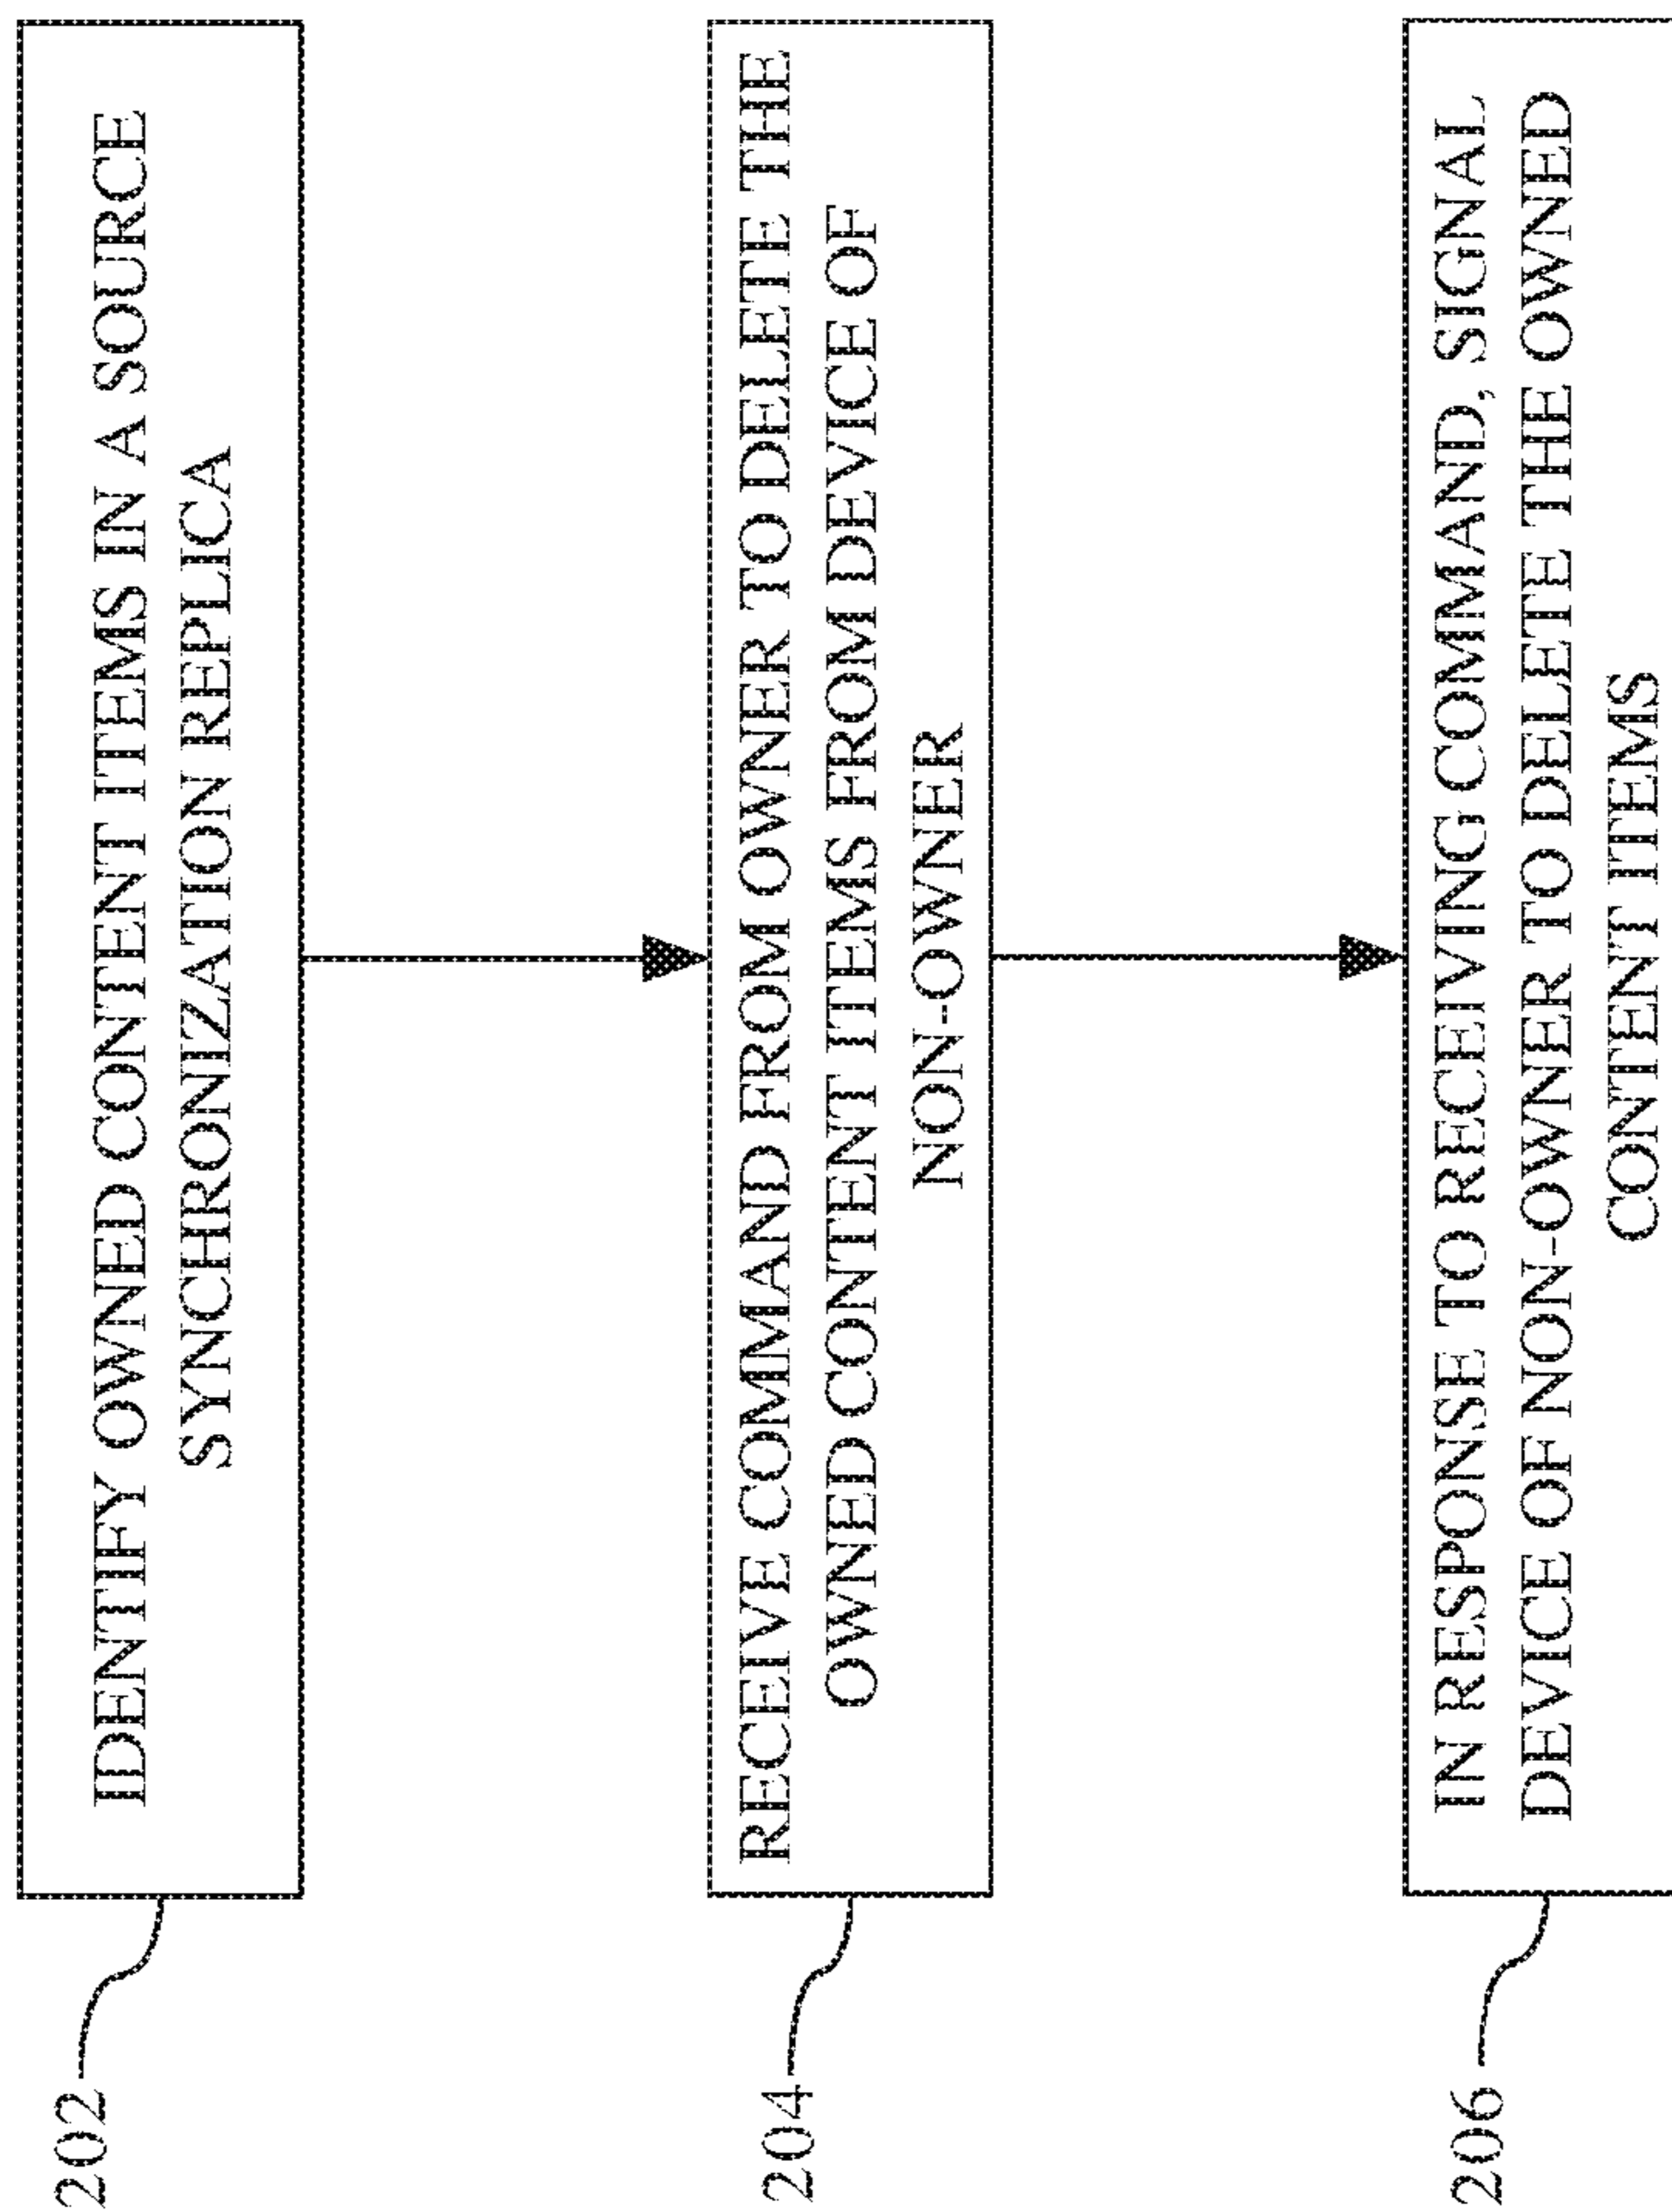 202
IDENTIFY OWNED CONTENT ITEMS IN A SOURCE
SYNCHRONIZATION REPLICA
204
RECEIVE COMMAND FROM OWNER TO DELETE THE
OWNED CONTENT ITEMS FROM DEVICE OF
NON-OWNER
206
IN RESPONSE TO RECEIVING COMMAND, SIGNAL
DEVICE OF NON-OWNER TO DELETE THE OWNED
CONTENT ITEMS